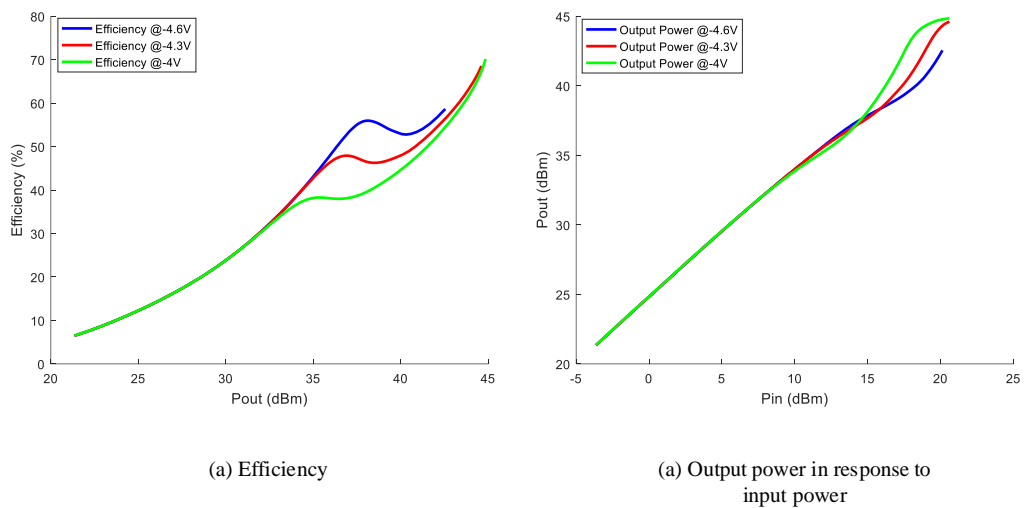 80
70
60
50
40
30
20
10
0
Efficiency (%)
Efficiency @-4.6V
Efficiency @-4.3V
Efficiency @-4V
20
25
30
35
40
45
Pout (dBm)
(a) Efficiency
45
40
35
30
25
20
Pout (dBm)
Output Power @-4.6V
Output Power @-4.3V
Output Power @-4V
-5
0
5
10
15
20
25
Pin (dBm)
(a) Output power in response to
input power